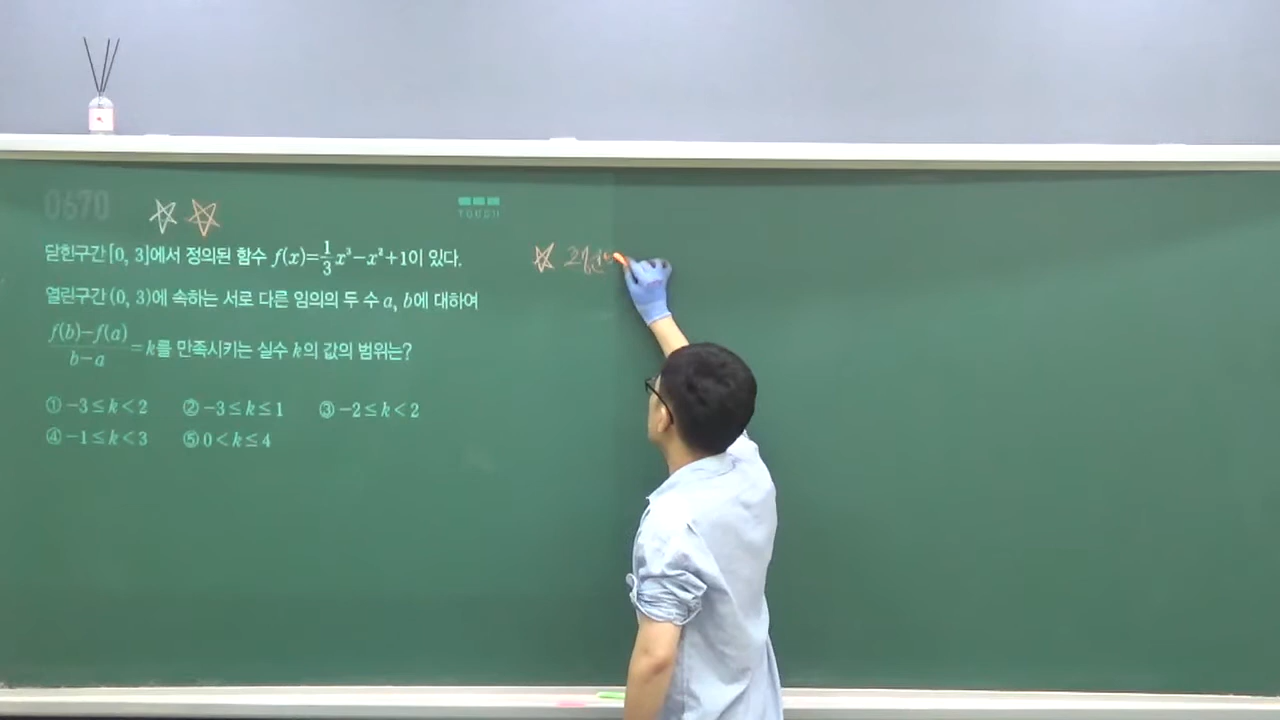 0670
TOUCH
닫힌구간 [0, 3]에서 정의된 함수 f(x)=1/3x³−x²+1이 있다.
열린구간 (0, 3)에 속하는 서로 다른 임의의 두 수 a, b에 대하여
f(b)−f(a)/b−a = k를 만족시키는 실수 k의 값의 범위는?
① −3≤k<2 ② −3≤k≤1 ③ −2≤k<2
④ −1≤k<3 ⑤ 0<k≤4